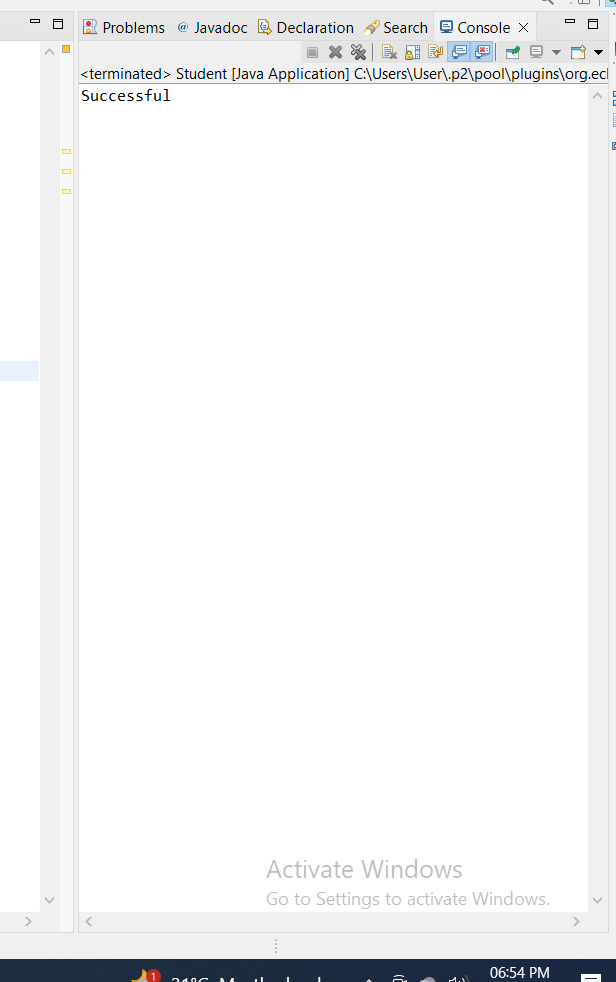 Problems @ Javadoc Declaration Search Console
<terminated> Student [Java Application] C:\Users\User\.p2\pool\plugins\org.ecl
Successful
Activate Windows
Go to Settings to activate Windows.
1
06:54 PM